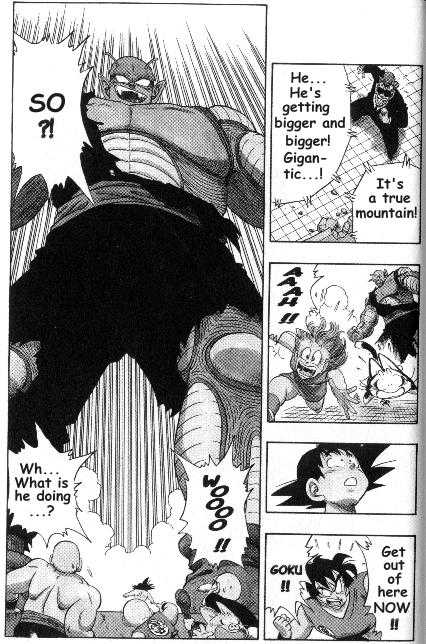 He...
He's
getting
bigger and
bigger!
Gigan-
tic...!
It's
a true
mountain!
AAAAH !!
Get
out
of
here
NOW
!!
GOKU
!!
SO
?!
WOOOO !!
Wh...
What is
he doing
...?